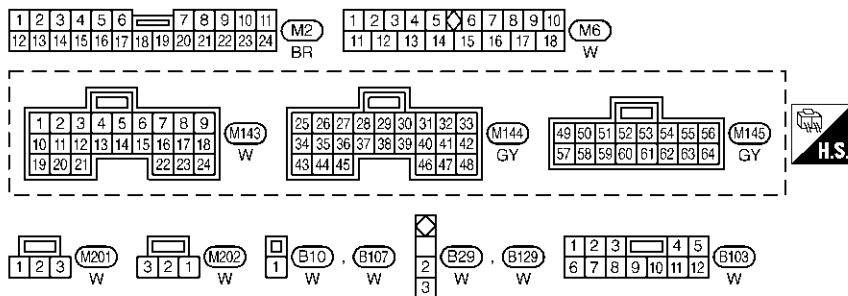 1 2 3 4 5 6 7 8 9 10 11 M2
12 13 14 15 16 17 18 19 20 21 22 23 24 BR
1 2 3 4 5 6 7 8 9 10 M6
11 12 13 14 15 16 17 18 W
1 2 3 4 5 6 7 8 9
10 11 12 13 14 15 16 17 18 M143
19 20 21 22 23 24 W
25 26 27 28 29 30 31 32 33
34 35 36 37 38 39 40 41 42 M144
43 44 45 46 47 48 GY
49 50 51 52 53 54 55 56 M145
57 58 59 60 61 62 63 64 GY
H.S.
1 2 3 M201
W
3 2 1 M202
W
1 B10 , B107
W W
2 3 B29 , B129
W W
1 2 3 4 5 B103
6 7 8 9 10 11 12 W